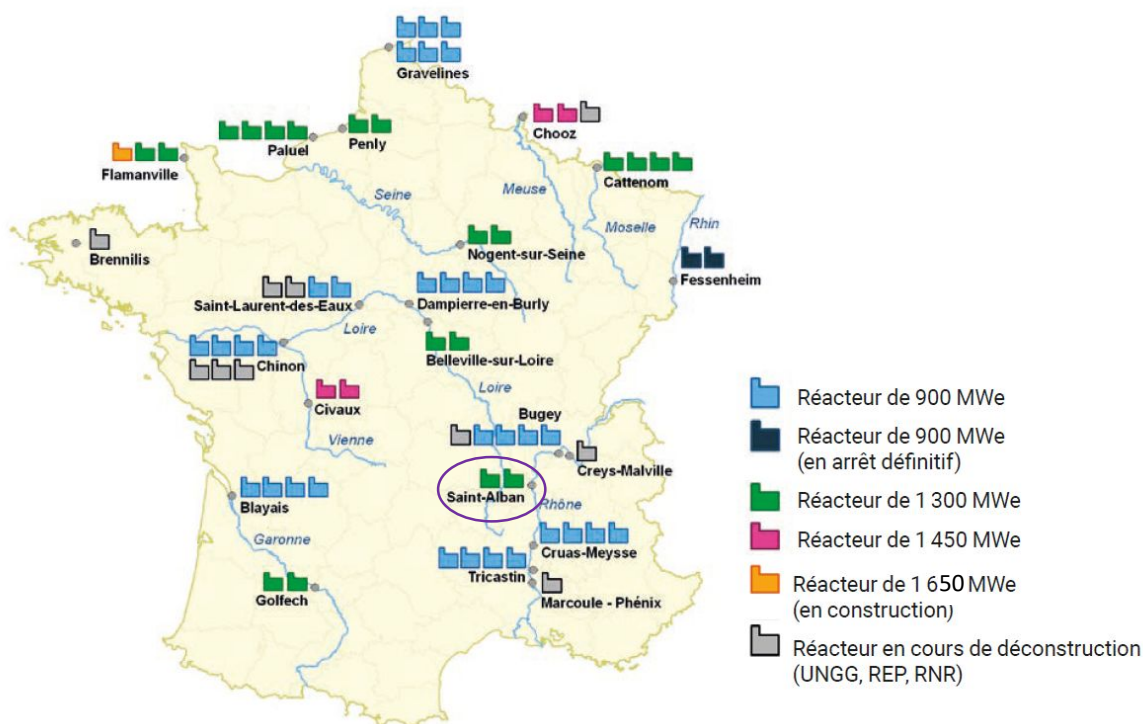 Gravelines
Chooz
Paluel
Penly
Flamanville
Cattenom
Seine
Meuse
Moselle
Rhin
Brennilis
Nogent-sur-Seine
Fessenheim
Saint-Laurent-des-Eaux
Dampierre-en-Burly
Loire
Chinon
Belleville-sur-Loire
Loire
Civaux
Bugey
Vienne
Creys-Malville
Saint-Alban
Rhône
Blayais
Garonne
Cruas-Meysse
Tricastin
Golfech
Marcoule - Phénix
Réacteur de 900 MWe
Réacteur de 900 MWe
(en arrêt définitif)
Réacteur de 1 300 MWe
Réacteur de 1 450 MWe
Réacteur de 1 650 MWe
(en construction)
Réacteur en cours de déconstruction
(UNGG, REP, RNR)